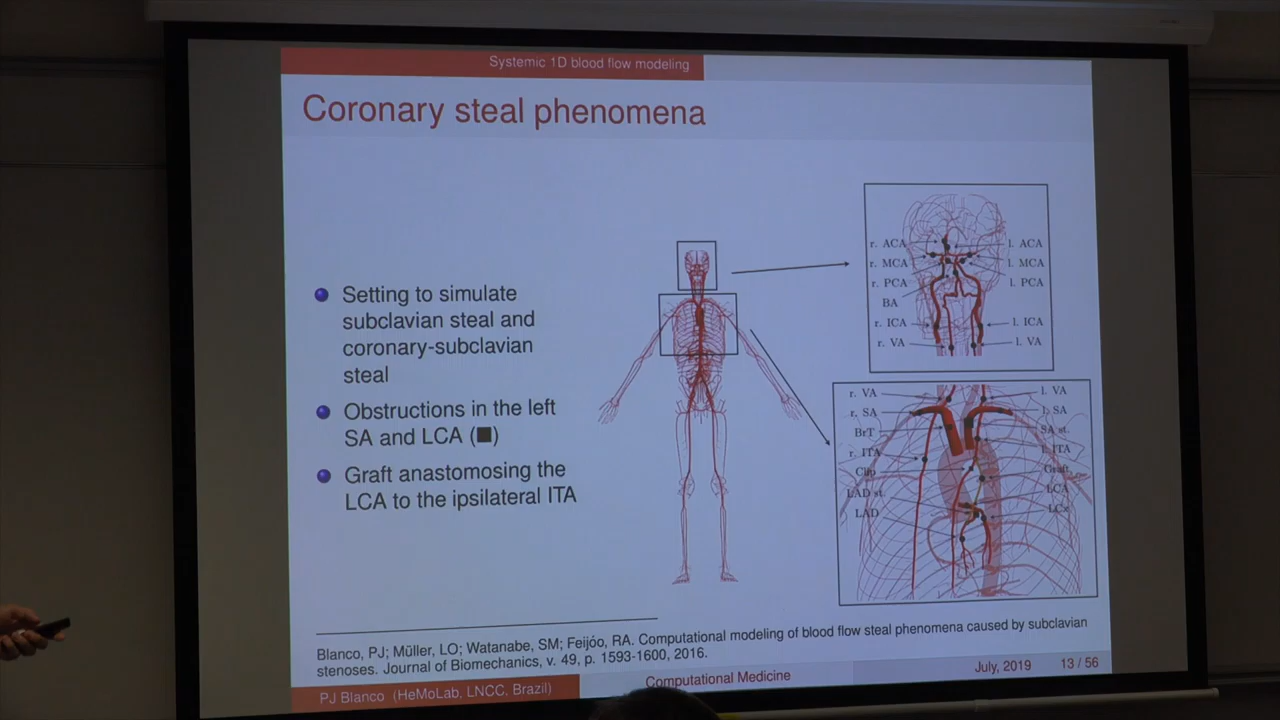 Systemic 1D blood flow modeling
Coronary steal phenomena
Setting to simulate
subclavian steal and
coronary-subclavian
steal
Obstructions in the left
SA and LCA (■)
Graft anastomosing the
LCA to the ipsilateral ITA
r. ACA
l. ACA
r. MCA
l. MCA
r. PCA
l. PCA
BA
r. ICA
l. ICA
r. VA
l. VA
r. VA
l. VA
r. SA
l. SA
BrT
SA st.
r. ITA
l. ITA
Clip
Graft
LAD st.
LCA
LAD
LCx
Blanco, PJ; Müller, LO; Watanabe, SM; Feijóo, RA. Computational modeling of blood flow steal phenomena caused by subclavian
stenoses. Journal of Biomechanics, v. 49, p. 1593-1600, 2016.
PJ Blanco (HeMoLab, LNCC, Brazil)
Computational Medicine
July, 2019
13 / 56